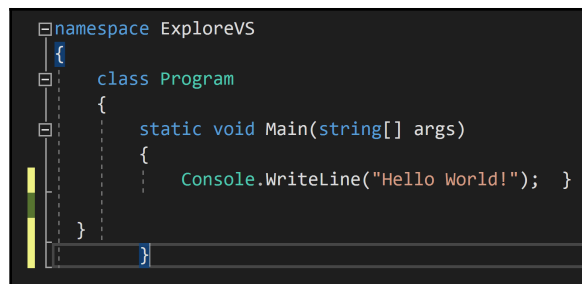 namespace ExploreVS
{
    class Program
    {
        static void Main(string[] args)
        {
            Console.WriteLine("Hello World!");  }

  }
        }